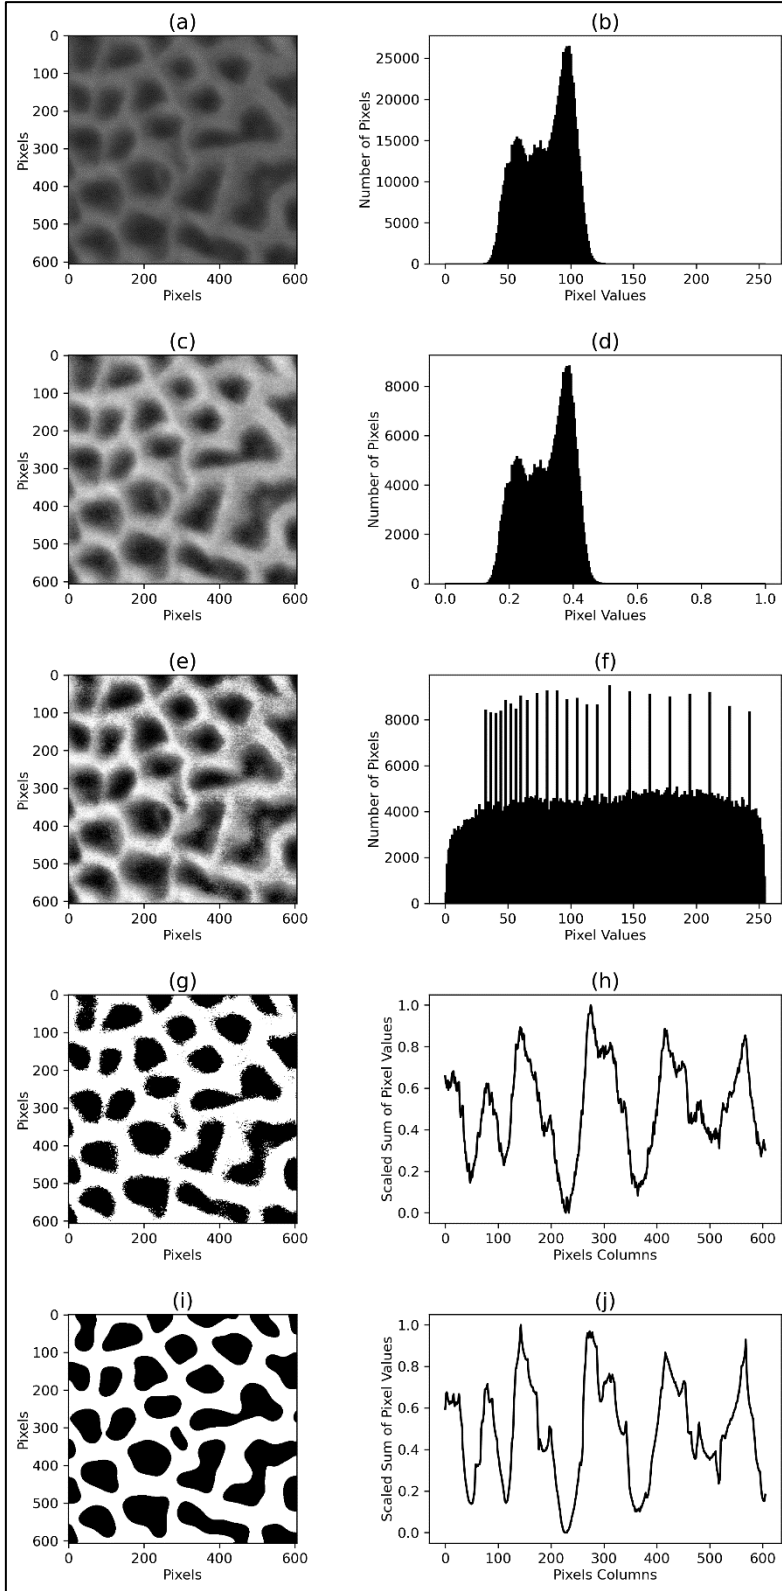 (a)
0
100
200
300
400
500
600
Pixels
0 200 400 600
Pixels
(b)
25000
20000
15000
10000
5000
0
Number of Pixels
0 50 100 150 200 250
Pixel Values
(c)
0
100
200
300
400
500
600
Pixels
0 200 400 600
Pixels
(d)
8000
6000
4000
2000
0
Number of Pixels
0.0 0.2 0.4 0.6 0.8 1.0
Pixel Values
(e)
0
100
200
300
400
500
600
Pixels
0 200 400 600
Pixels
(f)
8000
6000
4000
2000
0
Number of Pixels
0 50 100 150 200 250
Pixel Values
(g)
0
100
200
300
400
500
600
Pixels
0 200 400 600
Pixels
(h)
1.0
0.8
0.6
0.4
0.2
0.0
Scaled Sum of Pixel Values
0 100 200 300 400 500 600
Pixels Columns
(i)
0
100
200
300
400
500
600
Pixels
0 200 400 600
Pixels
(j)
1.0
0.8
0.6
0.4
0.2
0.0
Scaled Sum of Pixel Values
0 100 200 300 400 500 600
Pixels Columns